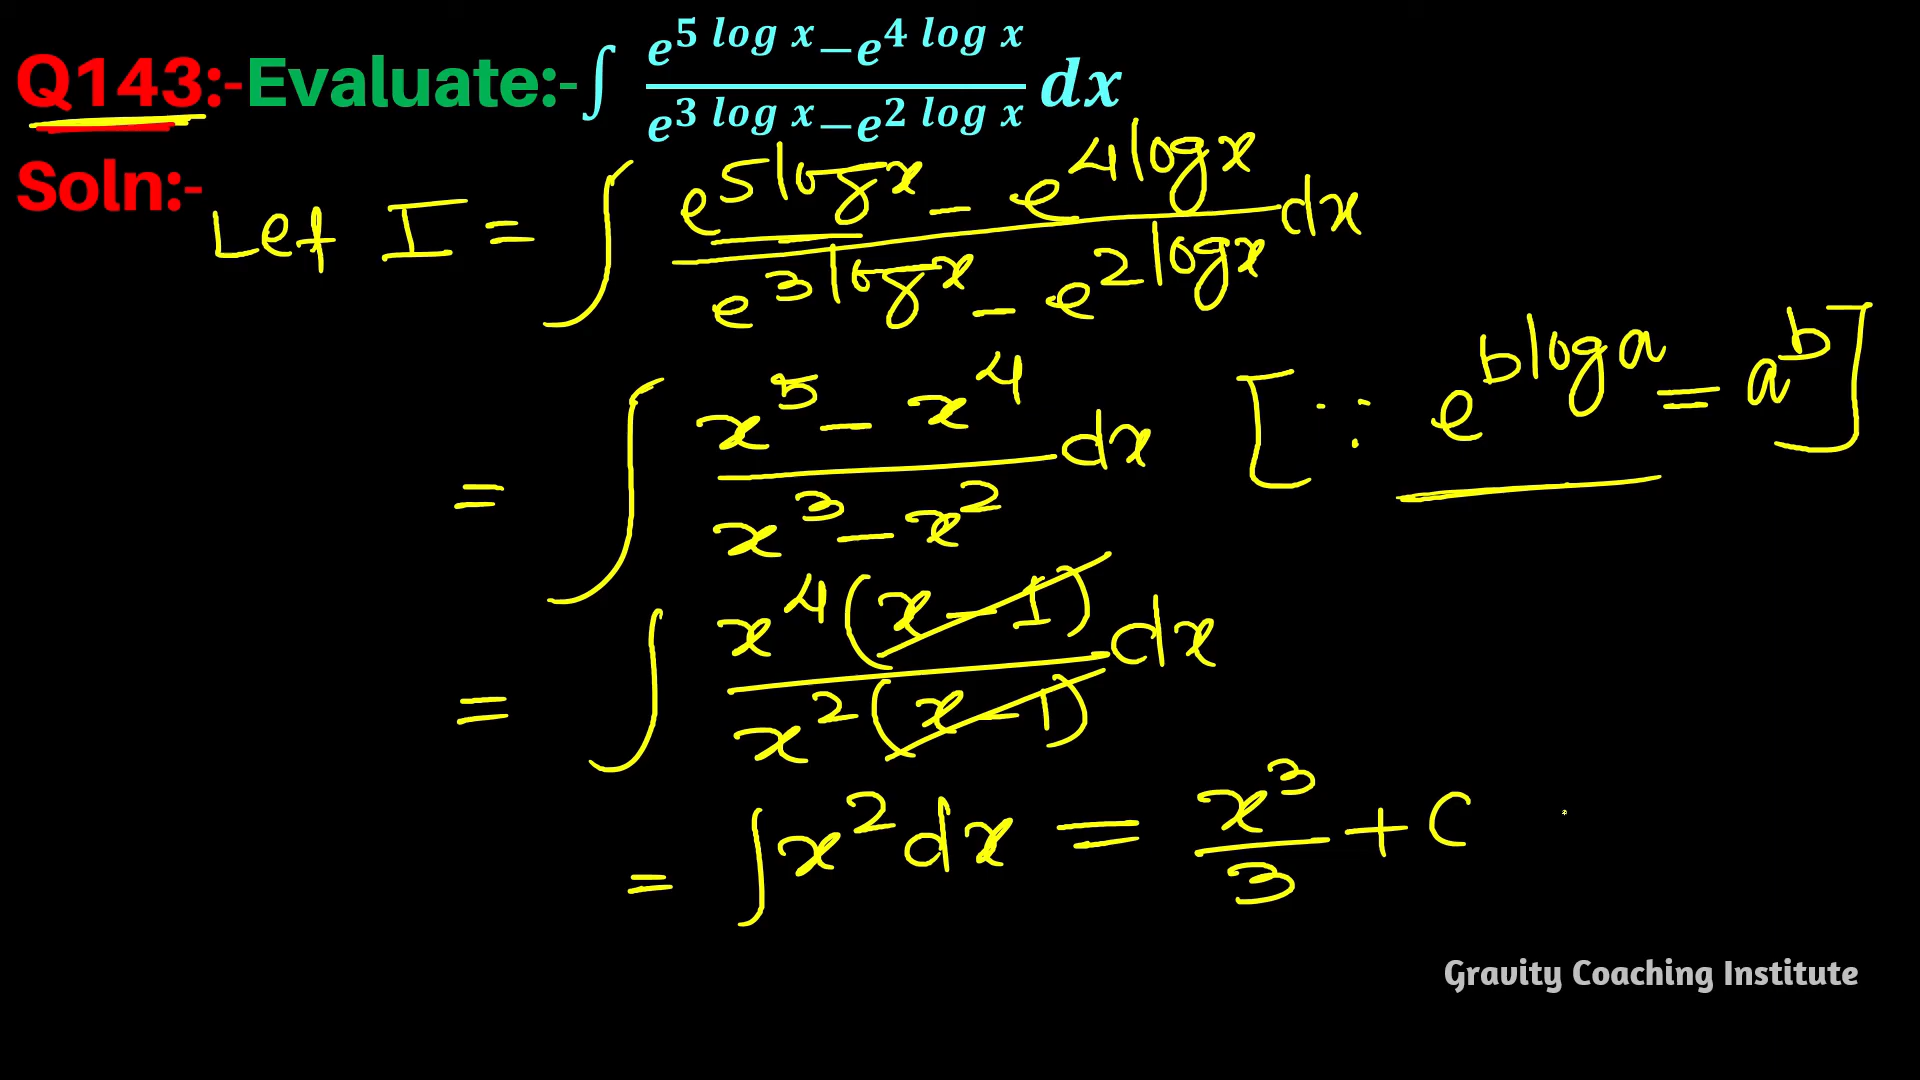 Q143:-Evaluate:-∫ (e^{5 log x} – e^{4 log x})/(e^{3 log x} – e^{2 log x}) dx
Soln:-
Let I = ∫ (e^{5 log x} – e^{4 log x})/(e^{3 log x} – e^{2 log x}) dx
= ∫ (x^5 – x^4)/(x^3 – x^2) dx [∵ e^{b log a} = a^b]
= ∫ x^4(x – 1)/x^2(x – 1) dx
= ∫ x^2 dx = x^3/3 + C
Gravity Coaching Institute